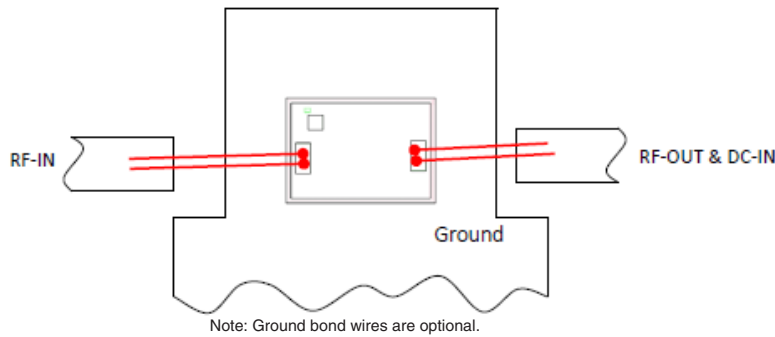 RF-IN
RF-OUT & DC-IN
Ground
Note: Ground bond wires are optional.